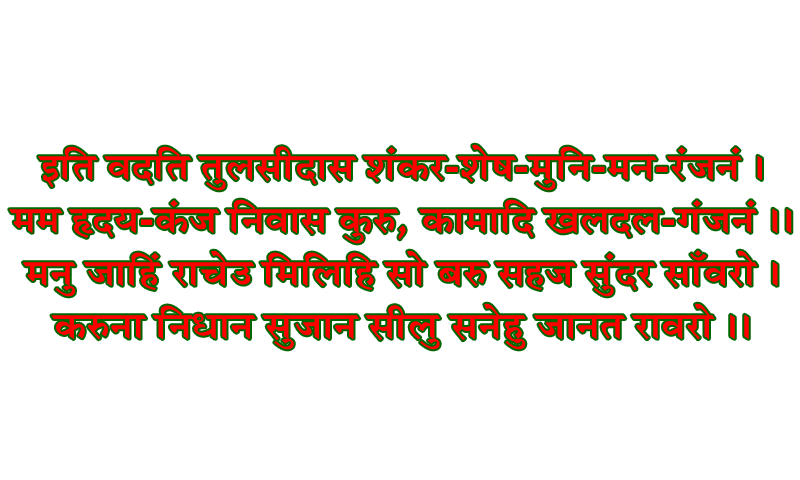 इति वदति तुलसीदास शंकर-शेष-मुनि-मन-रंजनं ।
मम हृदय-कंज निवास कुरु, कामादि खलदल-गंजनं ।।
मनु जाहिं राचेउ मिलिहि सो बरु सहज सुंदर साँवरो ।
करुना निधान सुजान सीलु सनेहु जानत रावरो ।।